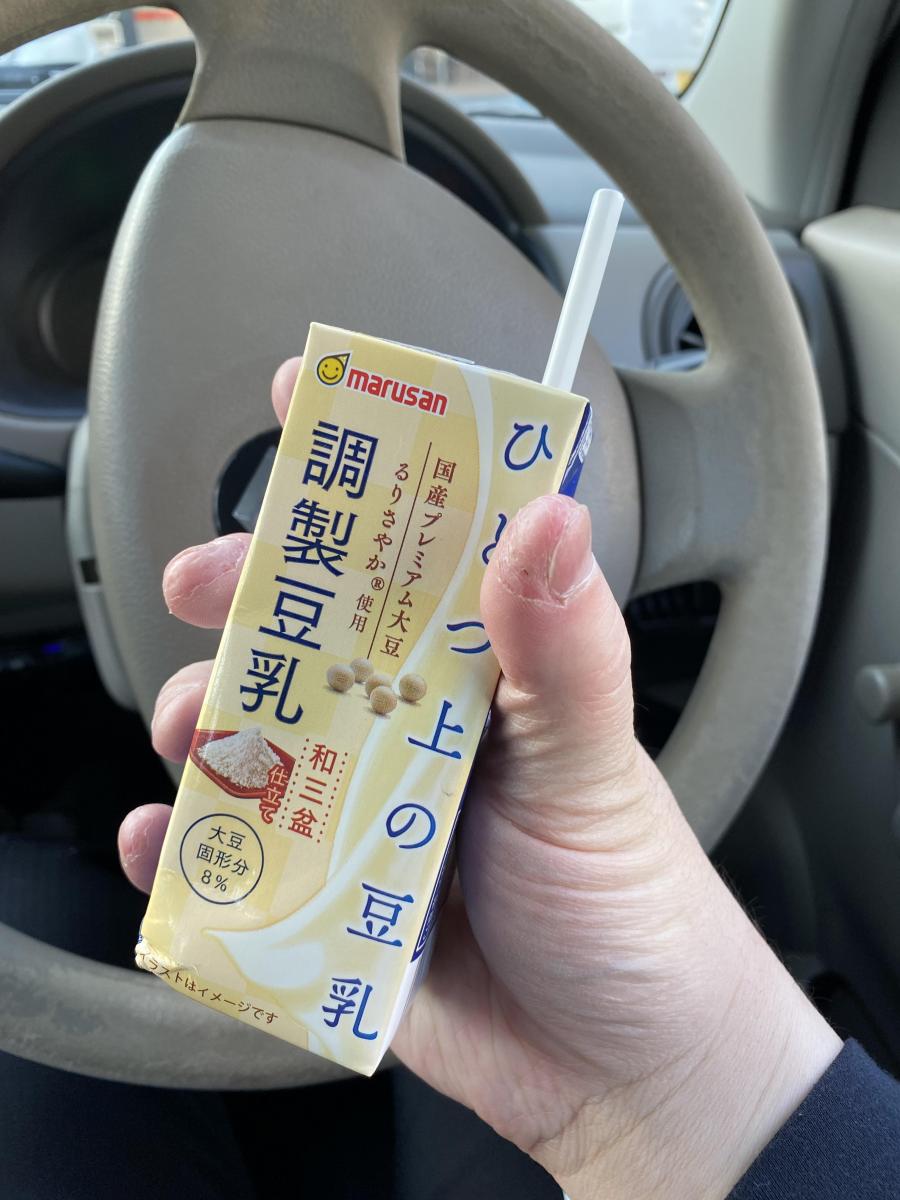 marusan
ひとつ上の豆乳
国産プレミアム大豆
るりさやか®使用
調製豆乳
和三盆
仕立て
大豆
固形分
8%
イラストはイメージです